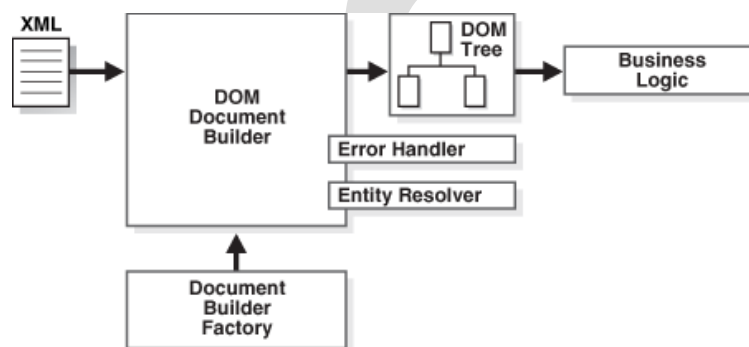 XML
DOM
Document
Builder
DOM
Tree
Business
Logic
Error Handler
Entity Resolver
Document
Builder
Factory